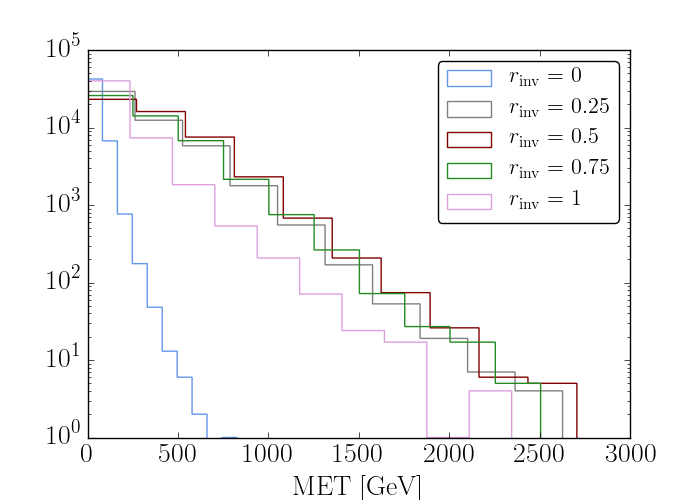 10^5
10^4
10^3
10^2
10^1
10^0
0 500 1000 1500 2000 2500 3000
MET [GeV]
r_inv = 0
r_inv = 0.25
r_inv = 0.5
r_inv = 0.75
r_inv = 1